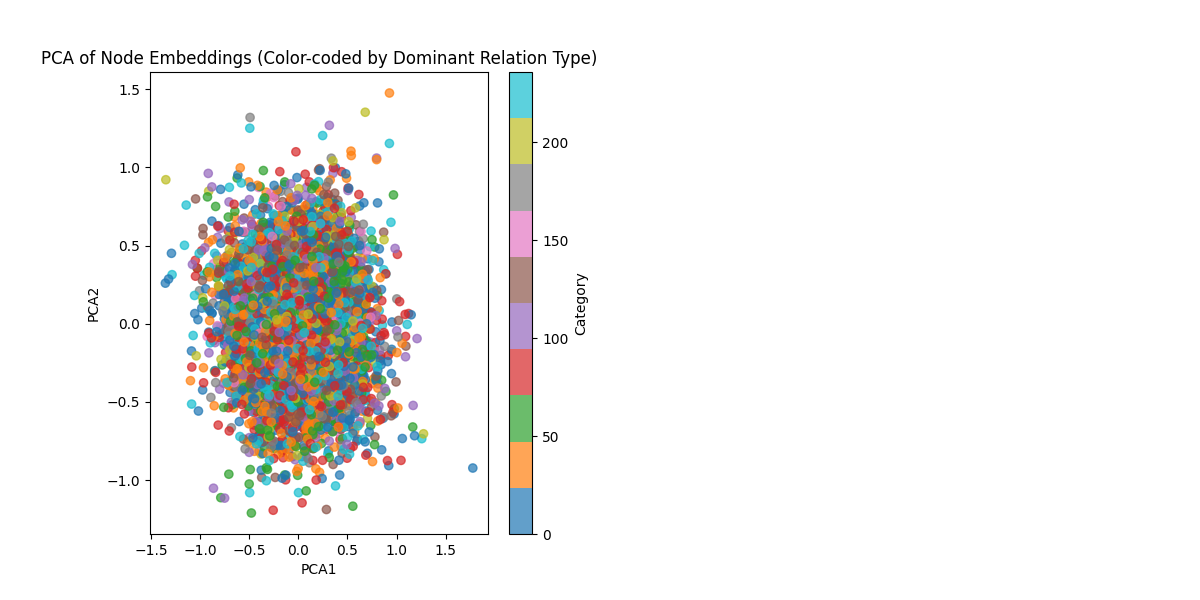 PCA of Node Embeddings (Color-coded by Dominant Relation Type)
1.5
1.0
0.5
0.0
−0.5
−1.0
PCA2
−1.5 −1.0 −0.5 0.0 0.5 1.0 1.5
PCA1
200
150
100
50
0
Category